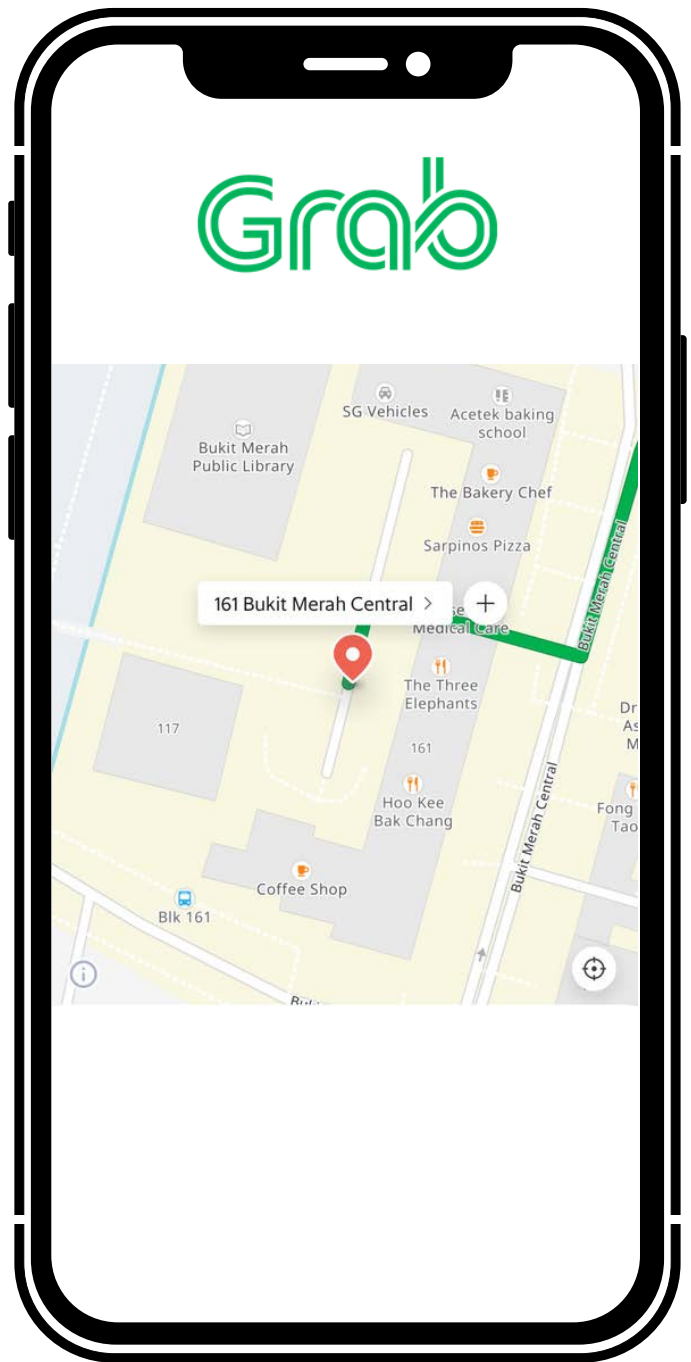 Grab
SG Vehicles
Acetek baking
school
Bukit Merah
Public Library
The Bakery Chef
Sarpinos Pizza
Bukit Merah Central
161 Bukit Merah Central
Medical Care
The Three
Elephants
117
161
Hoo Kee
Bak Chang
Bukit Merah Central
Fong
Tao
Coffee Shop
Blk 161